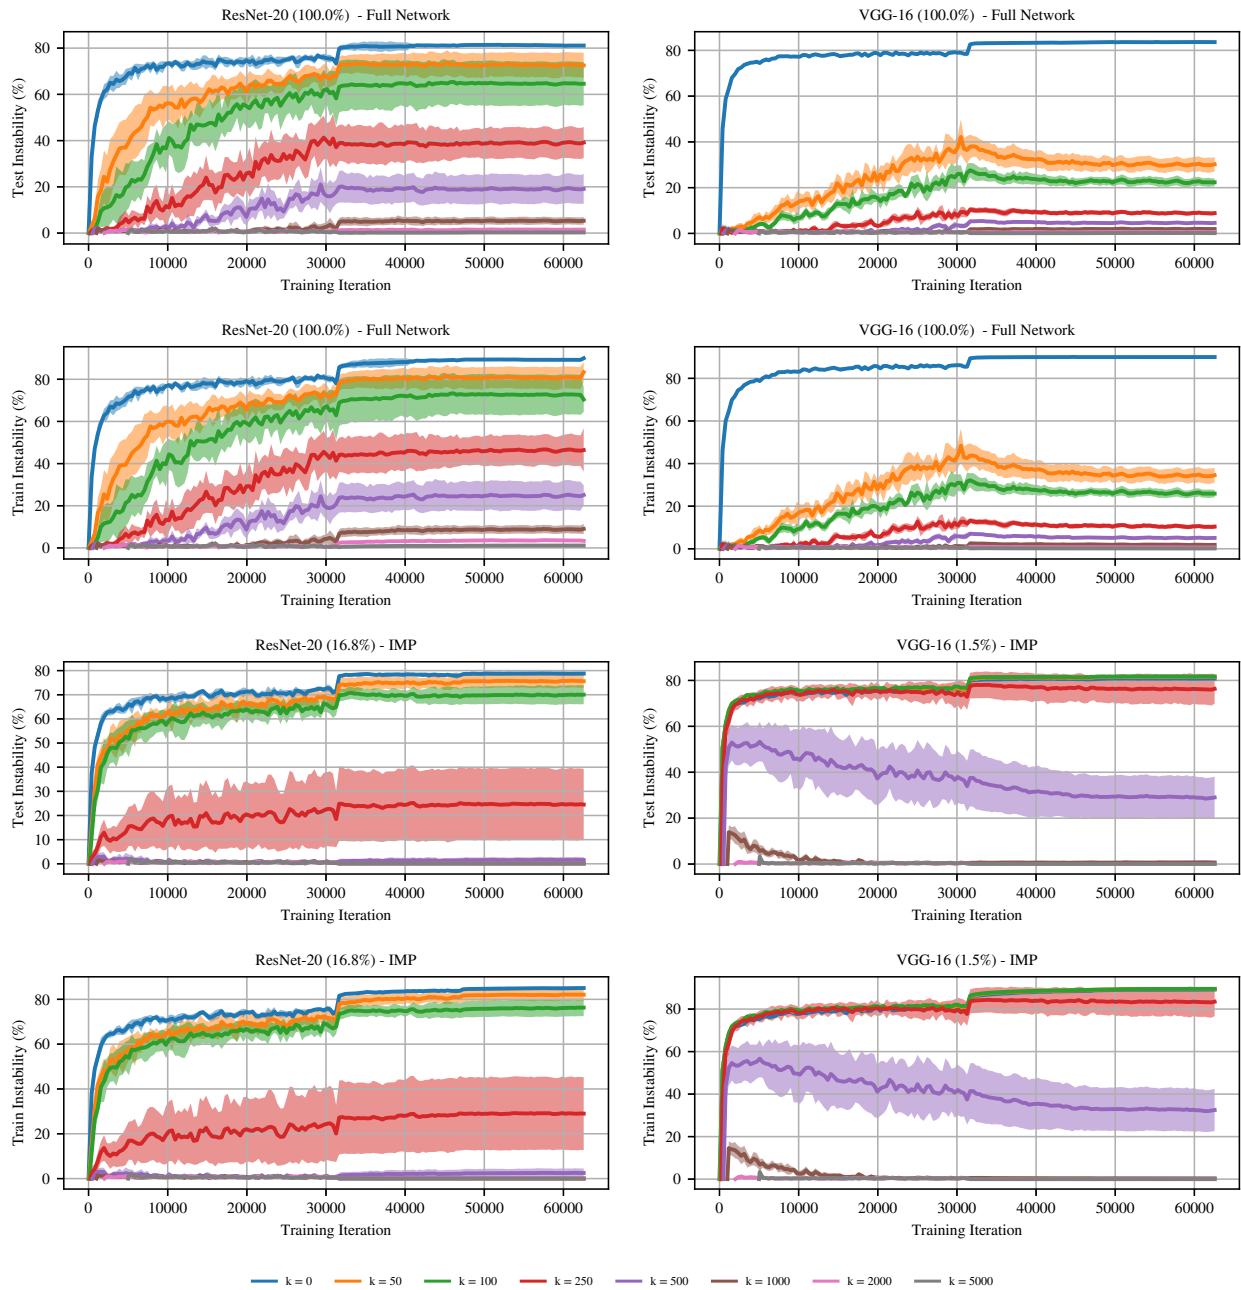 ResNet-20 (100.0%)  - Full Network
Test Instability (%)
80
60
40
20
0
0 10000 20000 30000 40000 50000 60000
Training Iteration
VGG-16 (100.0%)  - Full Network
Test Instability (%)
80
60
40
20
0
0 10000 20000 30000 40000 50000 60000
Training Iteration
ResNet-20 (100.0%)  - Full Network
Train Instability (%)
80
60
40
20
0
0 10000 20000 30000 40000 50000 60000
Training Iteration
VGG-16 (100.0%)  - Full Network
Train Instability (%)
80
60
40
20
0
0 10000 20000 30000 40000 50000 60000
Training Iteration
ResNet-20 (16.8%) - IMP
Test Instability (%)
80
70
60
50
40
30
20
10
0
0 10000 20000 30000 40000 50000 60000
Training Iteration
VGG-16 (1.5%) - IMP
Test Instability (%)
80
60
40
20
0
0 10000 20000 30000 40000 50000 60000
Training Iteration
ResNet-20 (16.8%) - IMP
Train Instability (%)
80
60
40
20
0
0 10000 20000 30000 40000 50000 60000
Training Iteration
VGG-16 (1.5%) - IMP
Train Instability (%)
80
60
40
20
0
0 10000 20000 30000 40000 50000 60000
Training Iteration
k = 0 k = 50 k = 100 k = 250 k = 500 k = 1000 k = 2000 k = 5000